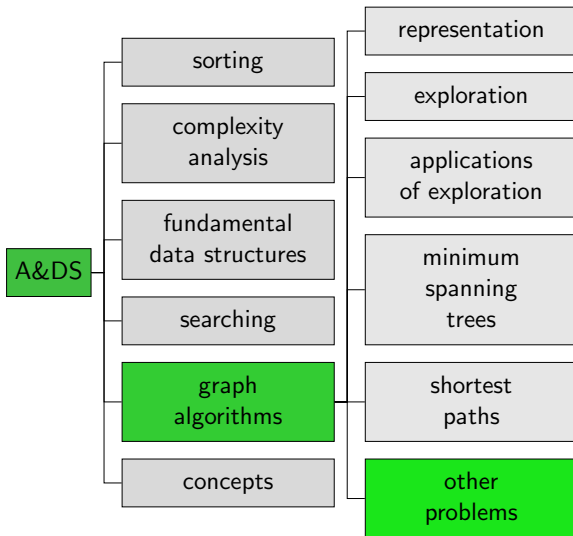 A&DS
sorting
complexity
analysis
fundamental
data structures
searching
graph
algorithms
concepts
representation
exploration
applications
of exploration
minimum
spanning
trees
shortest
paths
other
problems